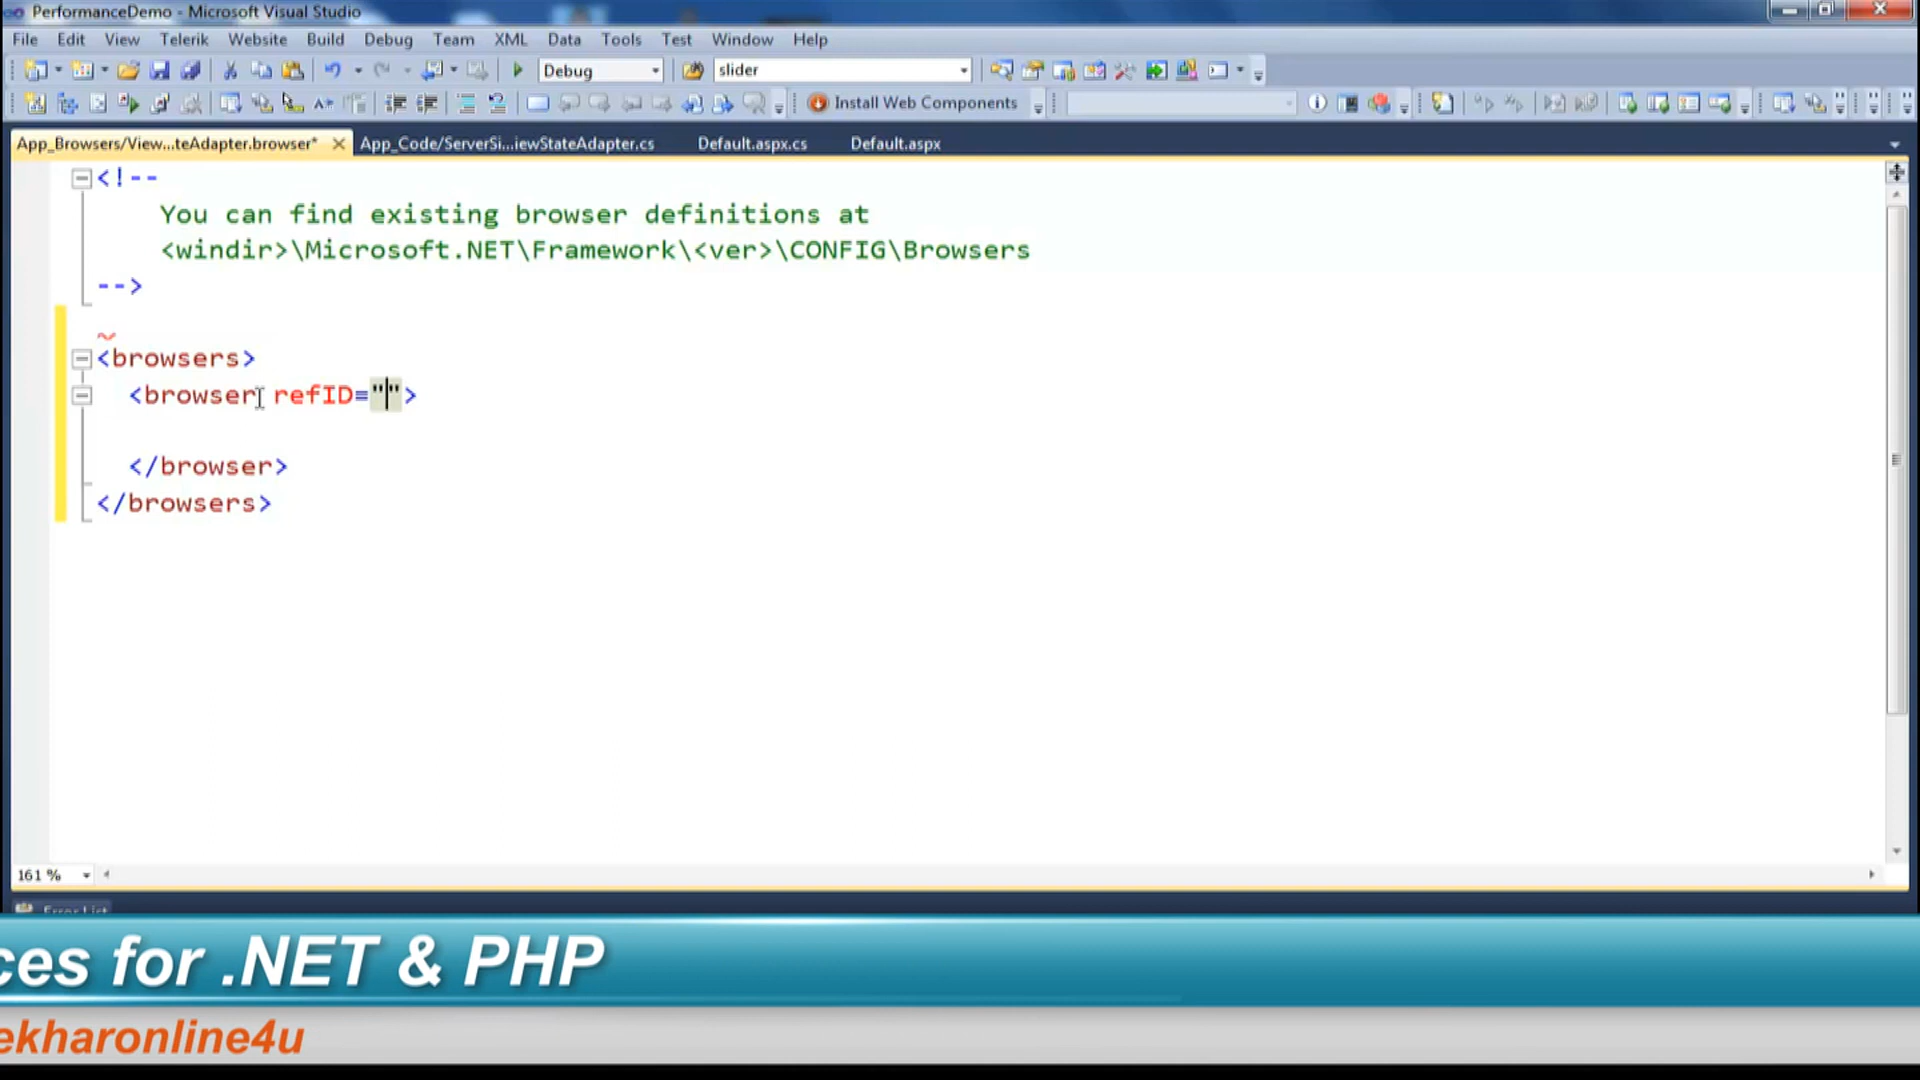 PerformanceDemo - Microsoft Visual Studio
File Edit View Telerik Website Build Debug Team XML Data Tools Test Window Help
Debug slider
Install Web Components
App_Browsers/View...teAdapter.browser* App_Code/ServerSi...iewStateAdapter.cs Default.aspx.cs Default.aspx
<!--
You can find existing browser definitions at
<windir>\Microsoft.NET\Framework\<ver>\CONFIG\Browsers
-->
<browsers>
<browser refID="">
</browser>
</browsers>
161 %
Error List
ces for .NET & PHP
ekharonline4u